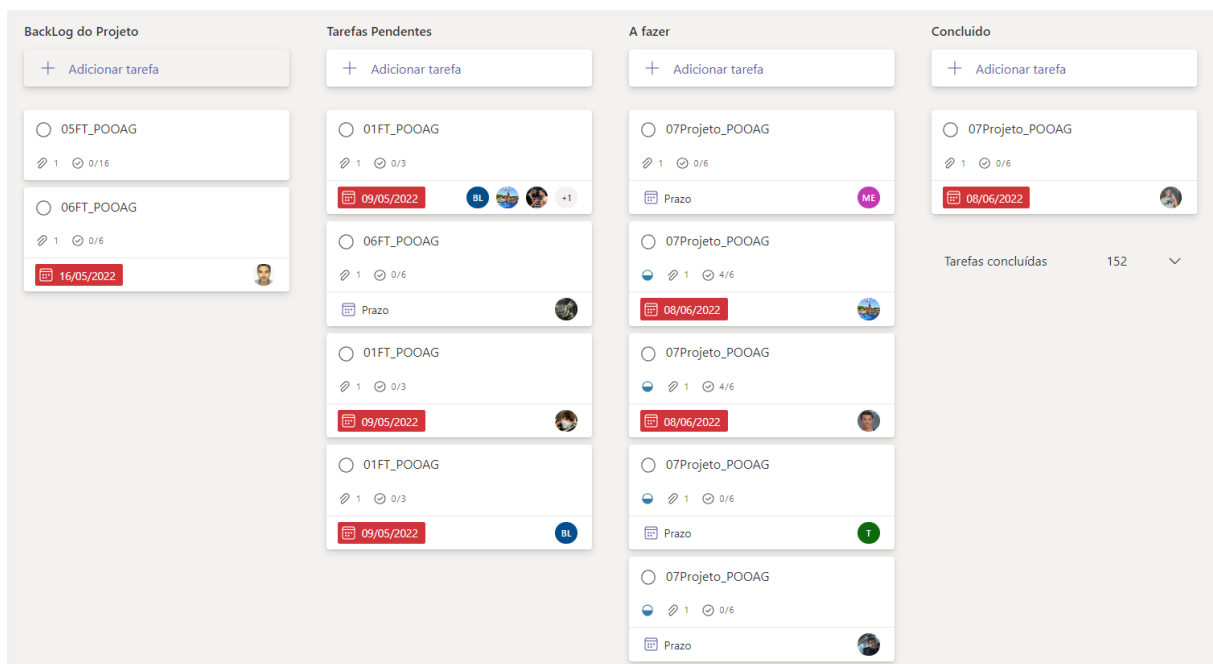 BackLog do Projeto
Adicionar tarefa
05FT_POOAG
1 0/16
06FT_POOAG
1 0/6
16/05/2022
Tarefas Pendentes
Adicionar tarefa
01FT_POOAG
1 0/3
09/05/2022 BL +1
06FT_POOAG
1 0/6
Prazo
01FT_POOAG
1 0/3
09/05/2022
01FT_POOAG
1 0/3
09/05/2022 BL
A fazer
Adicionar tarefa
07Projeto_POOAG
1 0/6
Prazo ME
07Projeto_POOAG
1 4/6
08/06/2022
07Projeto_POOAG
1 4/6
08/06/2022
07Projeto_POOAG
1 0/6
Prazo T
07Projeto_POOAG
1 0/6
Prazo
Concluido
Adicionar tarefa
07Projeto_POOAG
1 0/6
08/06/2022
Tarefas concluídas 152